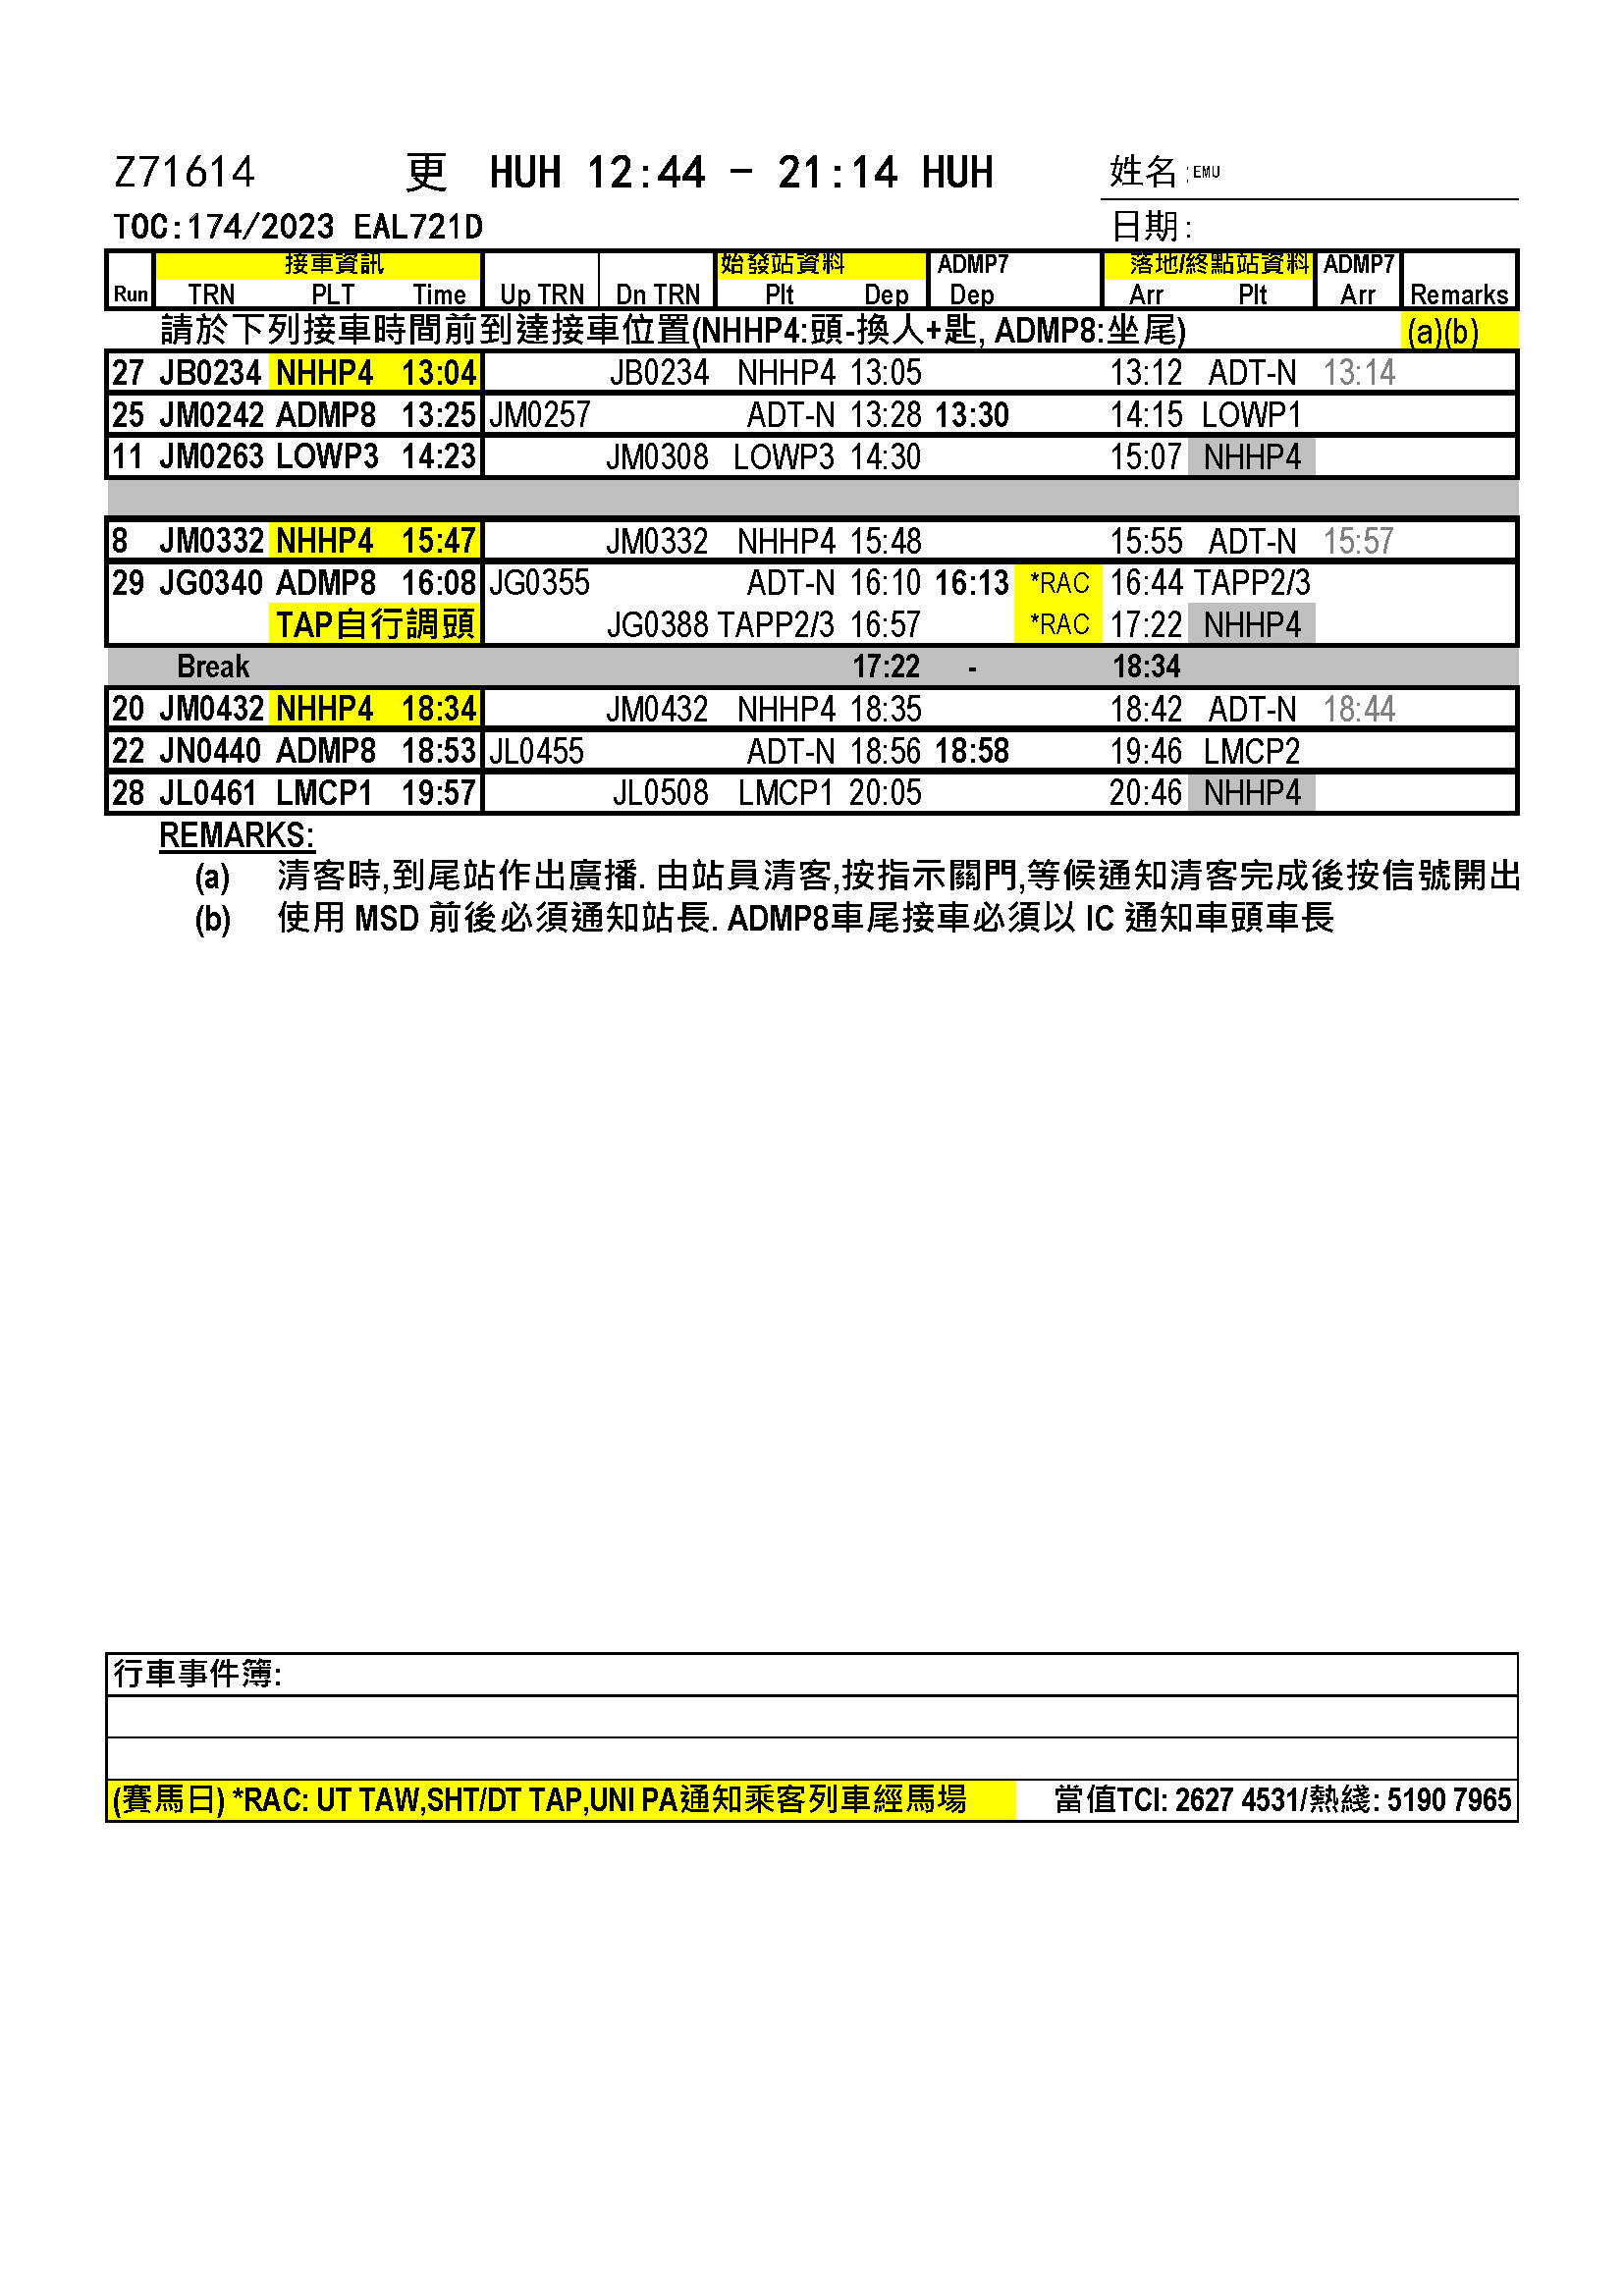 Z71614 更 HUH 12:44 - 21:14 HUH 姓名:EMU
TOC:174/2023 EAL721D 日期:
接車資訊 始發站資料 ADMP7 落地/終點站資料 ADMP7
Run TRN PLT Time Up TRN Dn TRN Plt Dep Dep Arr Plt Arr Remarks
請於下列接車時間前到達接車位置(NHHP4:頭-換人+匙, ADMP8:坐尾) (a)(b)
27 JB0234 NHHP4 13:04 JB0234 NHHP4 13:05 13:12 ADT-N 13:14
25 JM0242 ADMP8 13:25 JM0257 ADT-N 13:28 13:30 14:15 LOWP1
11 JM0263 LOWP3 14:23 JM0308 LOWP3 14:30 15:07 NHHP4
8 JM0332 NHHP4 15:47 JM0332 NHHP4 15:48 15:55 ADT-N 15:57
29 JG0340 ADMP8 16:08 JG0355 ADT-N 16:10 16:13 *RAC 16:44 TAPP2/3
TAP自行調頭 JG0388 TAPP2/3 16:57 *RAC 17:22 NHHP4
Break 17:22 - 18:34
20 JM0432 NHHP4 18:34 JM0432 NHHP4 18:35 18:42 ADT-N 18:44
22 JN0440 ADMP8 18:53 JL0455 ADT-N 18:56 18:58 19:46 LMCP2
28 JL0461 LMCP1 19:57 JL0508 LMCP1 20:05 20:46 NHHP4
REMARKS:
(a) 清客時,到尾站作出廣播. 由站員清客,按指示關門,等候通知清客完成後按信號開出
(b) 使用 MSD 前後必須通知站長. ADMP8車尾接車必須以 IC 通知車頭車長
行車事件簿:
(賽馬日) *RAC: UT TAW,SHT/DT TAP,UNI PA通知乘客列車經馬場 當值TCI: 2627 4531/熱綫: 5190 7965